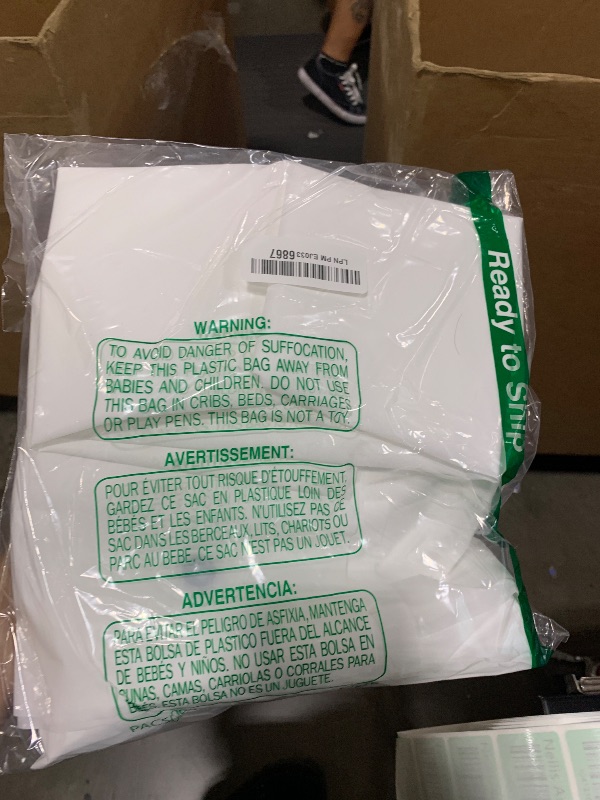 LPN PM EJ033 6867
Ready to Ship
WARNING:
TO AVOID DANGER OF SUFFOCATION,
KEEP THIS PLASTIC BAG AWAY FROM
BABIES AND CHILDREN. DO NOT USE
THIS BAG IN CRIBS, BEDS, CARRIAGES
OR PLAY PENS. THIS BAG IS NOT A TOY.
AVERTISSEMENT:
POUR ÉVITER TOUT RISQUE D'ÉTOUFFEMENT,
GARDEZ CE SAC EN PLASTIQUE LOIN DES
BÉBÉS ET LES ENFANTS. N'UTILISEZ PAS CE
SAC DANS LES BERCEAUX, LITS, CHARIOTS OU
PARC AU BEBE. CE SAC N'EST PAS UN JOUET.
ADVERTENCIA:
PARA EVITAR EL PELIGRO DE ASFIXIA, MANTENGA
ESTA BOLSA DE PLASTICO FUERA DEL ALCANCE
DE BEBÉS Y NIÑOS. NO USAR ESTA BOLSA EN
CUNAS, CAMAS, CARRIOLAS O CORRALES PARA
ESTA BOLSA NO ES UN JUGUETE.